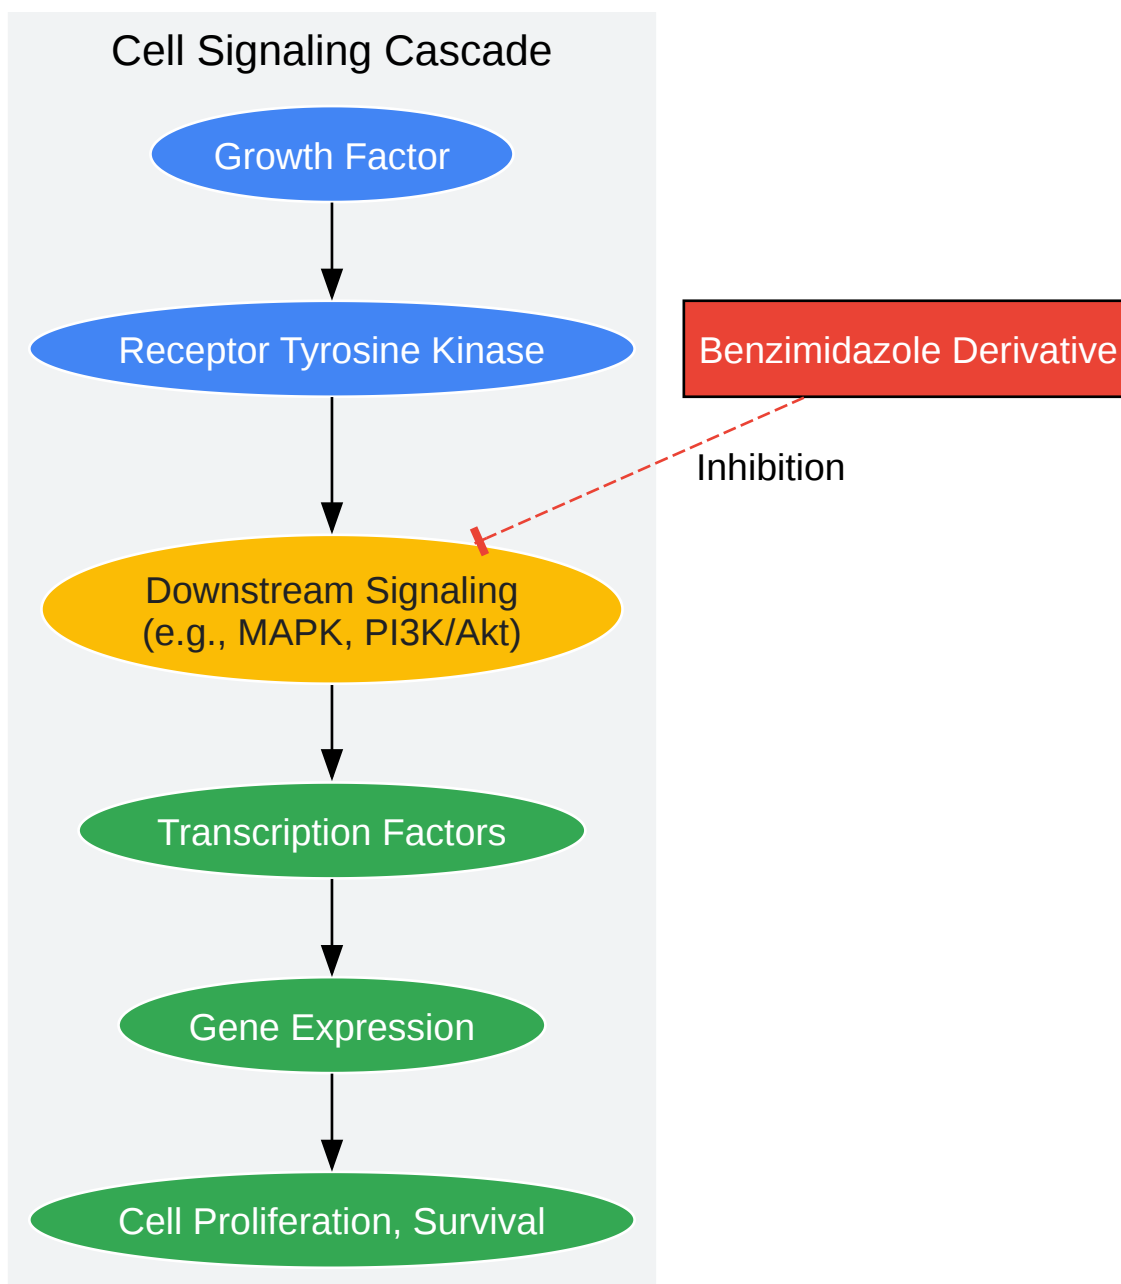 Cell Signaling Cascade
Growth Factor
Receptor Tyrosine Kinase
Benzimidazole Derivative
Inhibition
Downstream Signaling
(e.g., MAPK, PI3K/Akt)
Transcription Factors
Gene Expression
Cell Proliferation, Survival